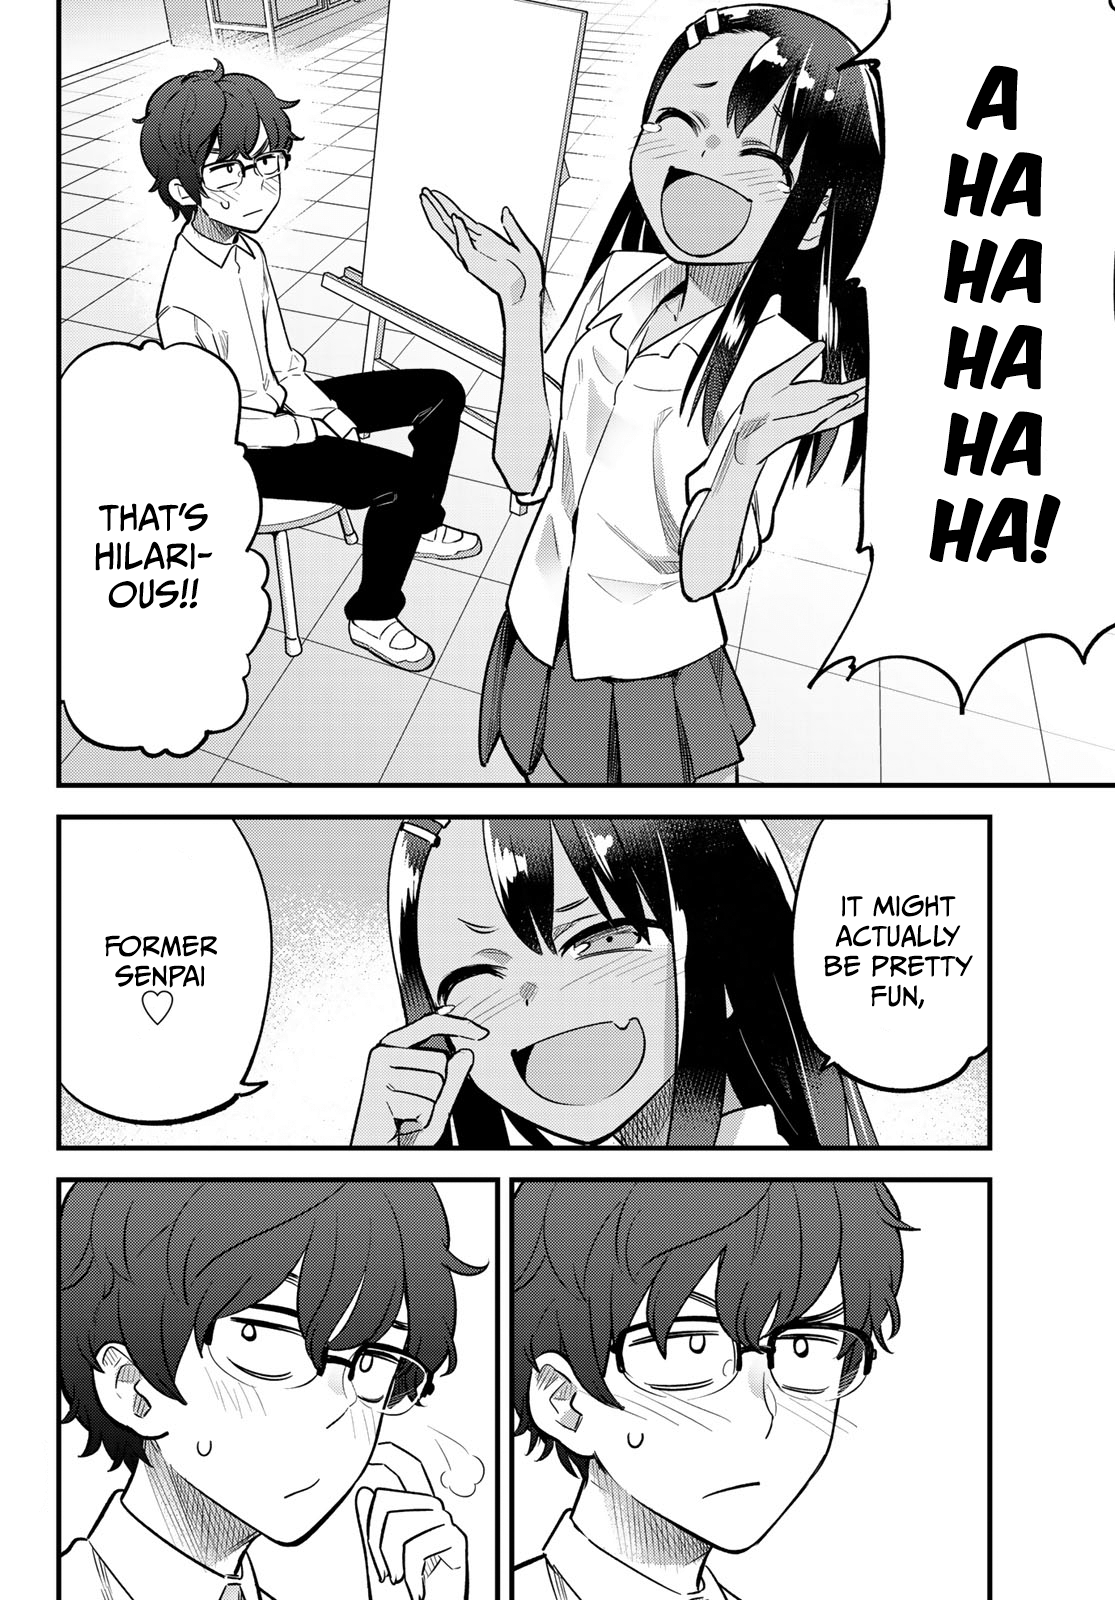 A
HA
HA
HA
HA
HA!
THAT'S
HILARI-
OUS!!
IT MIGHT
ACTUALLY
BE PRETTY
FUN,
FORMER
SENPAI
♡